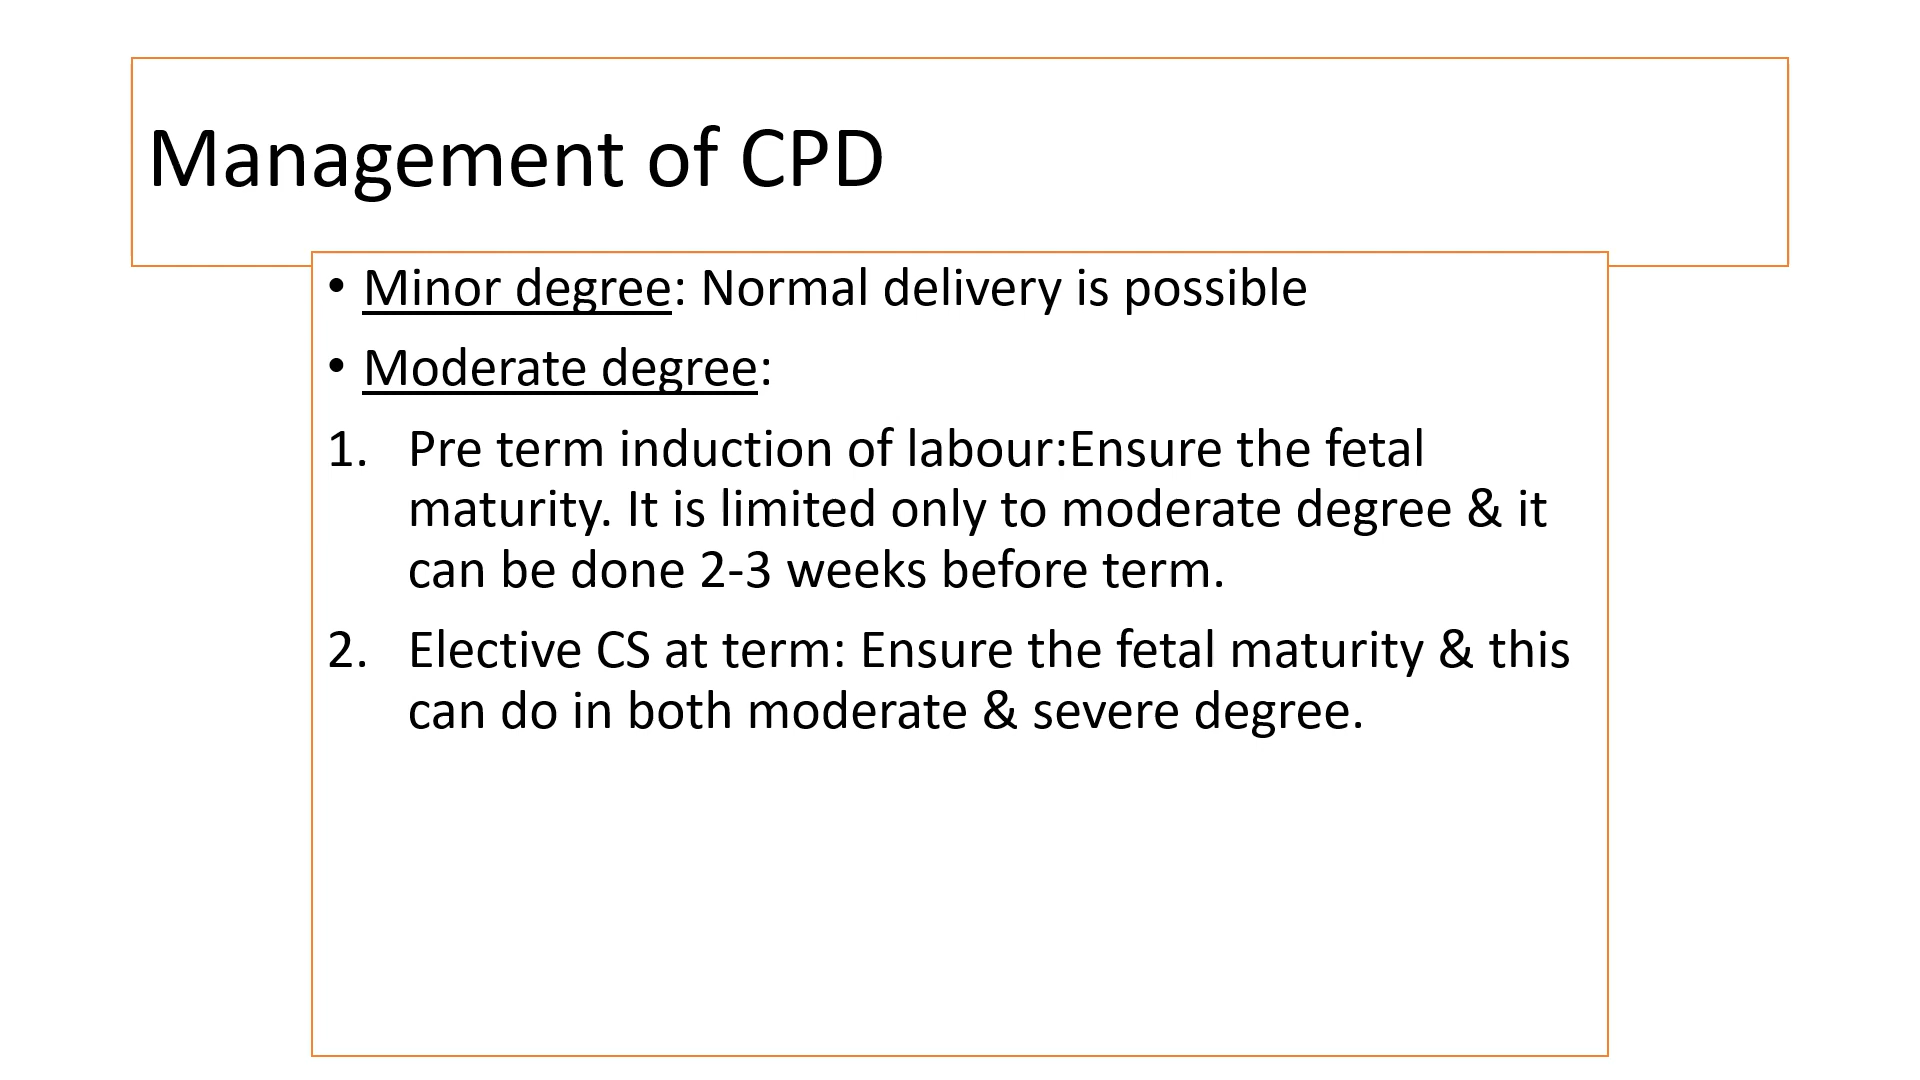 Management of CPD
• Minor degree: Normal delivery is possible
• Moderate degree:
1. Pre term induction of labour:Ensure the fetal
maturity. It is limited only to moderate degree & it
can be done 2-3 weeks before term.
2. Elective CS at term: Ensure the fetal maturity & this
can do in both moderate & severe degree.